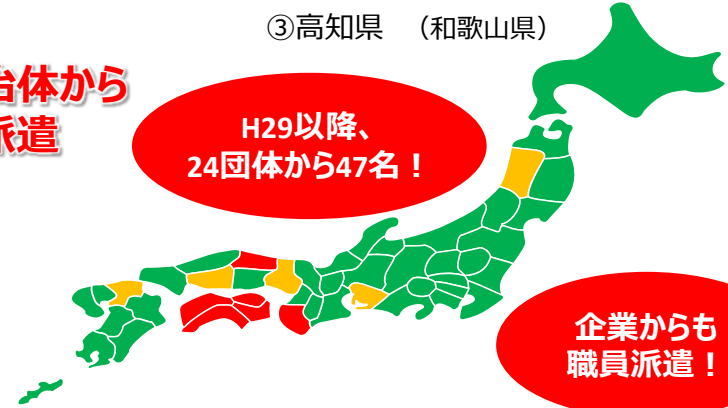 ③高知県　（和歌山県）
治体から
派遣
H29以降、
24団体から47名！
企業からも
職員派遣！